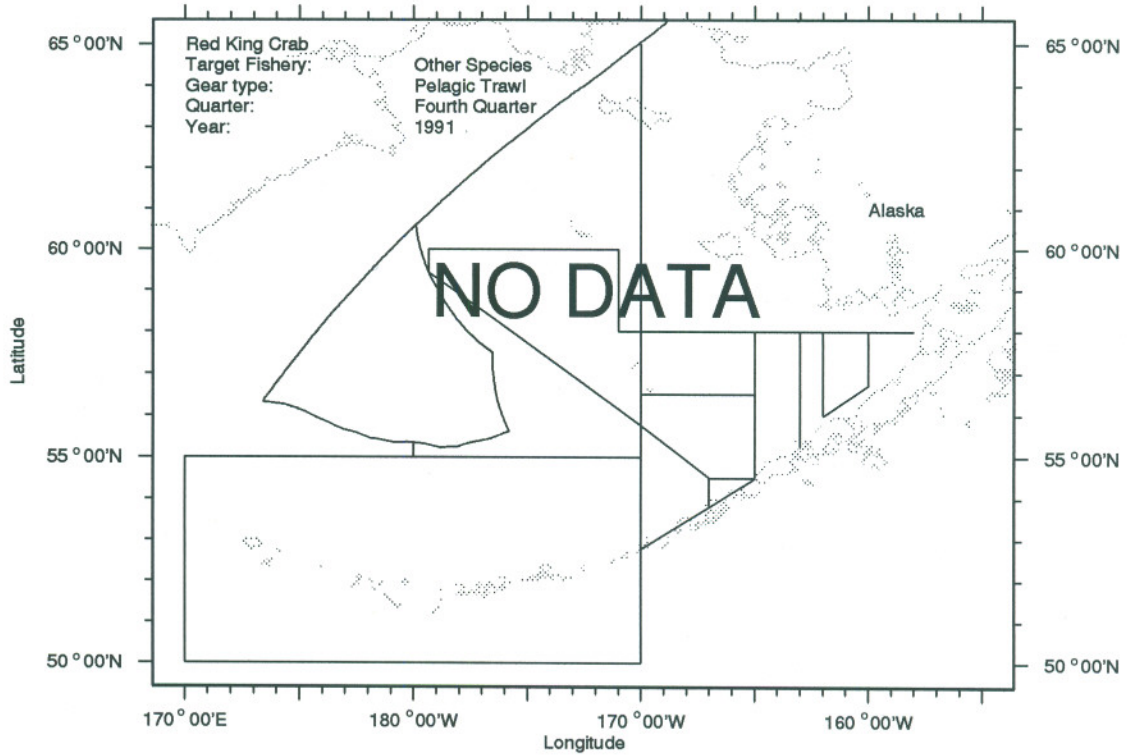 Red King Crab
Target Fishery: Other Species
Gear type: Pelagic Trawl
Quarter: Fourth Quarter
Year: 1991
65°00'N 65°00'N
Alaska
60°00'N 60°00'N
NO DATA
Latitude
55°00'N 55°00'N
50°00'N 50°00'N
170°00'E 180°00'W 170°00'W 160°00'W
Longitude